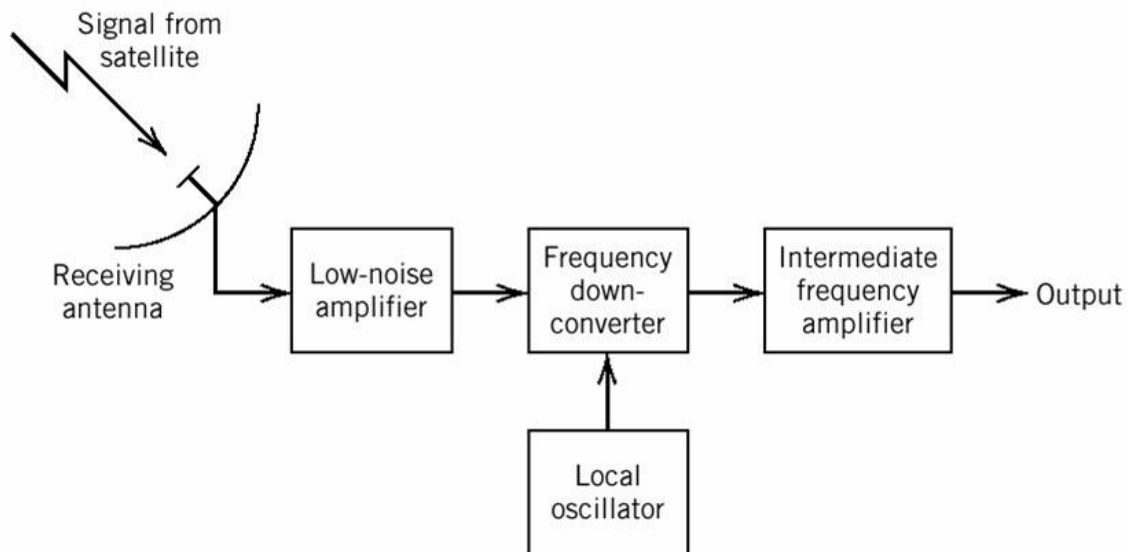 Signal from
satellite
Receiving
antenna
Low-noise
amplifier
Frequency
down-
converter
Intermediate
frequency
amplifier
Output
Local
oscillator